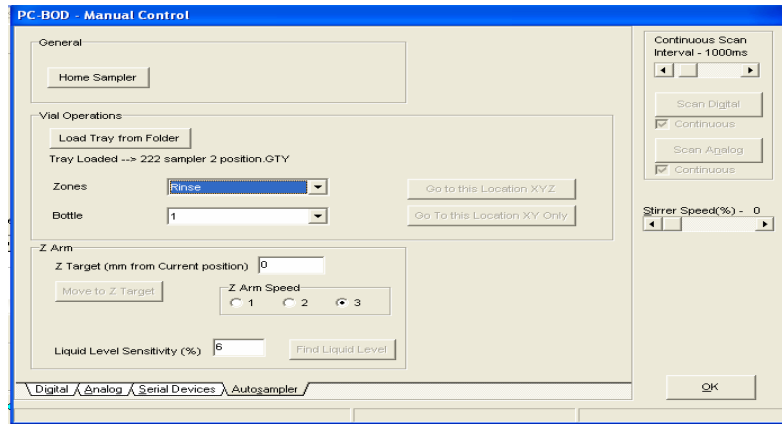 PC-BOD - Manual Control
General
Home Sampler
Vial Operations
Load Tray from Folder
Tray Loaded --> 222 sampler 2 position.GTY
Zones
Rinse
Go to this Location XYZ
Bottle
1
Go To this Location XY Only
Z Arm
Z Target (mm from Current position)
0
Move to Z Target
Z Arm Speed
1
2
3
Liquid Level Sensitivity (%)
6
Find Liquid Level
Digital
Analog
Serial Devices
Autosampler
Continuous Scan
Interval - 1000ms
Scan Digital
Continuous
Scan Analog
Continuous
Stirrer Speed(%) - 0
OK